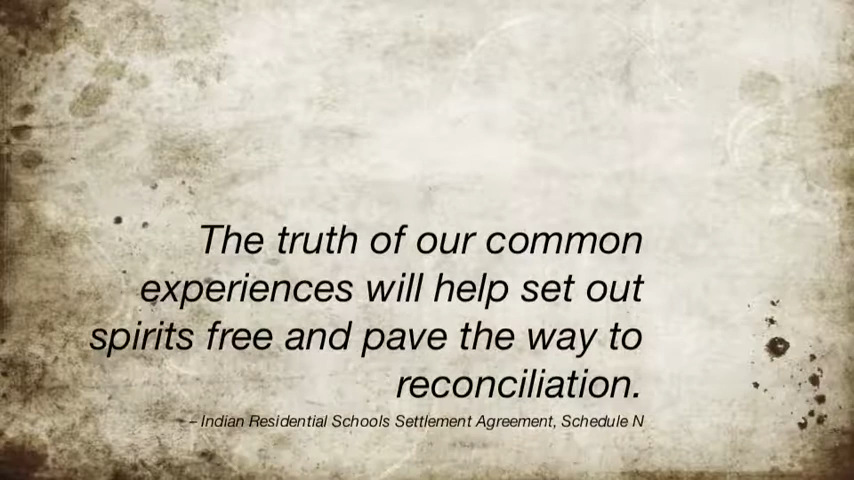 The truth of our common
experiences will help set out
spirits free and pave the way to
reconciliation.
– Indian Residential Schools Settlement Agreement, Schedule N